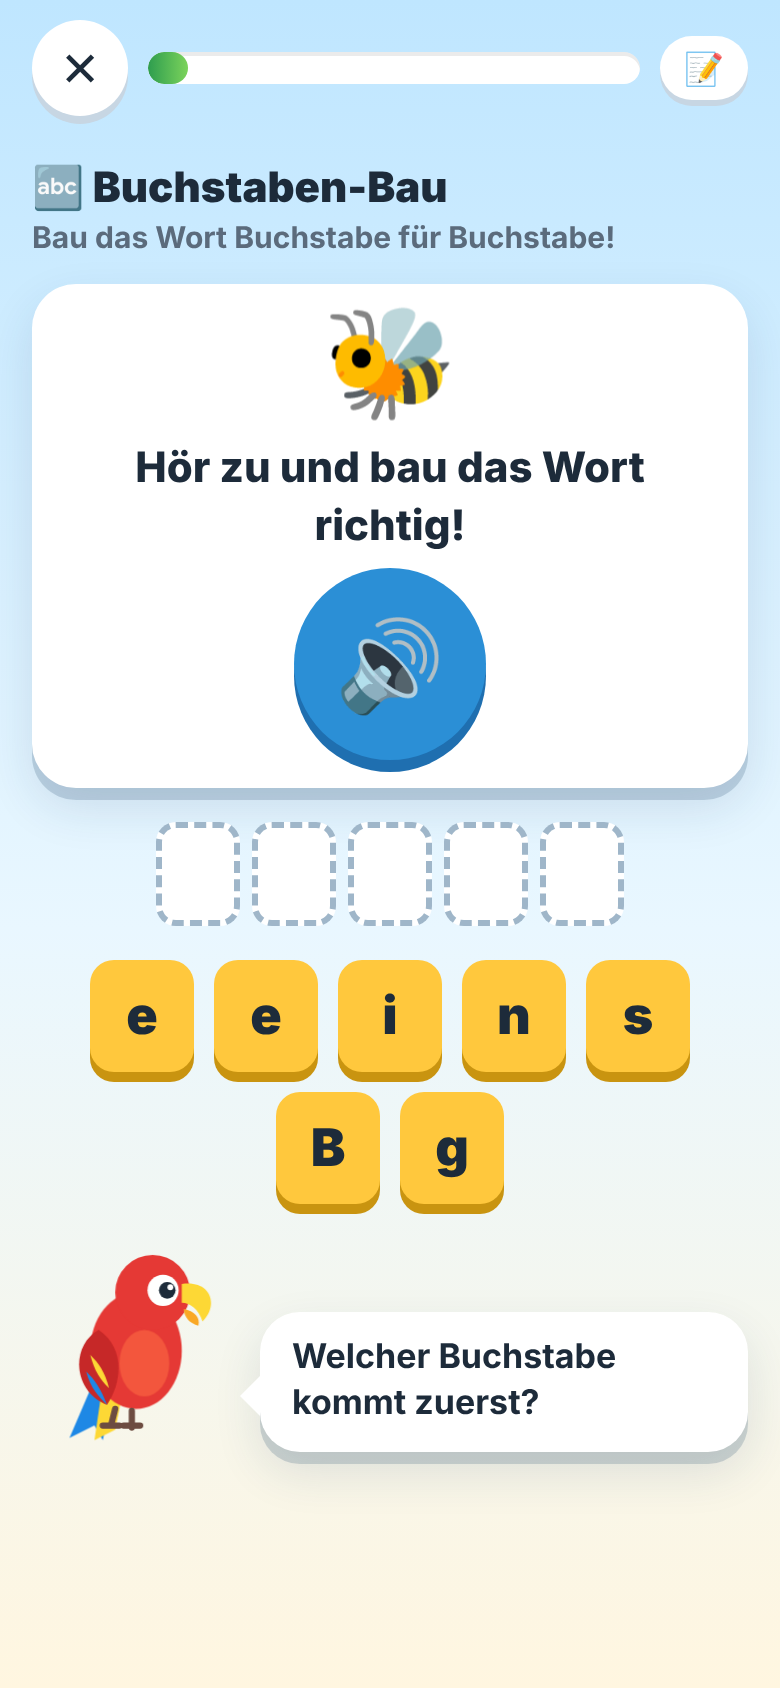 abc Buchstaben-Bau
Bau das Wort Buchstabe für Buchstabe!
Hör zu und bau das Wort
richtig!
e e i n s
B g
Welcher Buchstabe
kommt zuerst?